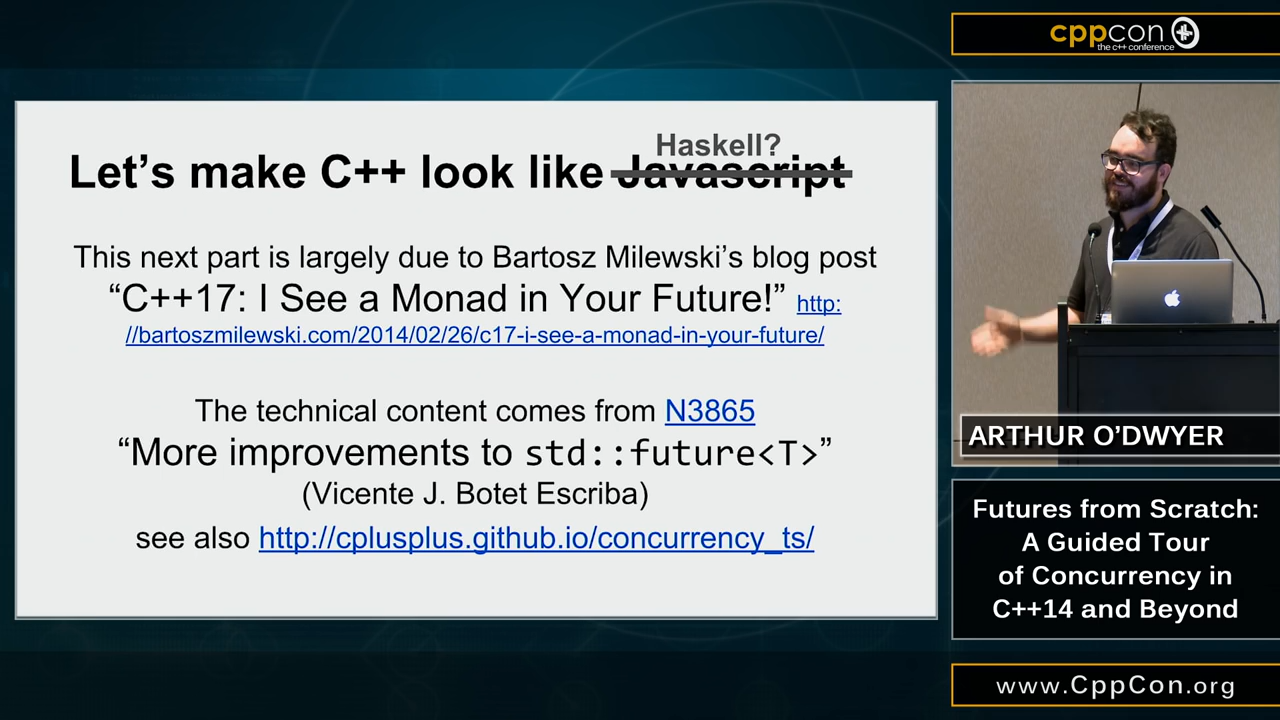 cppcon
the c++ conference
Haskell?
Let's make C++ look like Javascript
This next part is largely due to Bartosz Milewski's blog post
“C++17: I See a Monad in Your Future!” http:
//bartoszmilewski.com/2014/02/26/c17-i-see-a-monad-in-your-future/
The technical content comes from N3865
“More improvements to std::future<T>”
(Vicente J. Botet Escriba)
see also http://cplusplus.github.io/concurrency_ts/
ARTHUR O'DWYER
Futures from Scratch:
A Guided Tour
of Concurrency in
C++14 and Beyond
www.CppCon.org